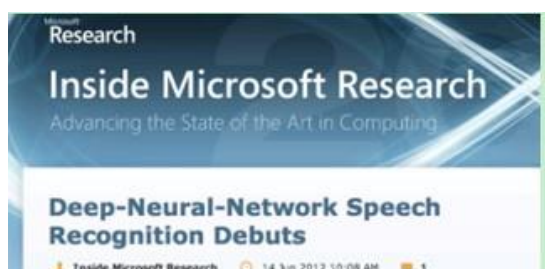 Microsoft
Research
Inside Microsoft Research
Advancing the State of the Art in Computing
Deep-Neural-Network Speech
Recognition Debuts
Inside Microsoft Research 14 Jun 2012 10:08 AM 1